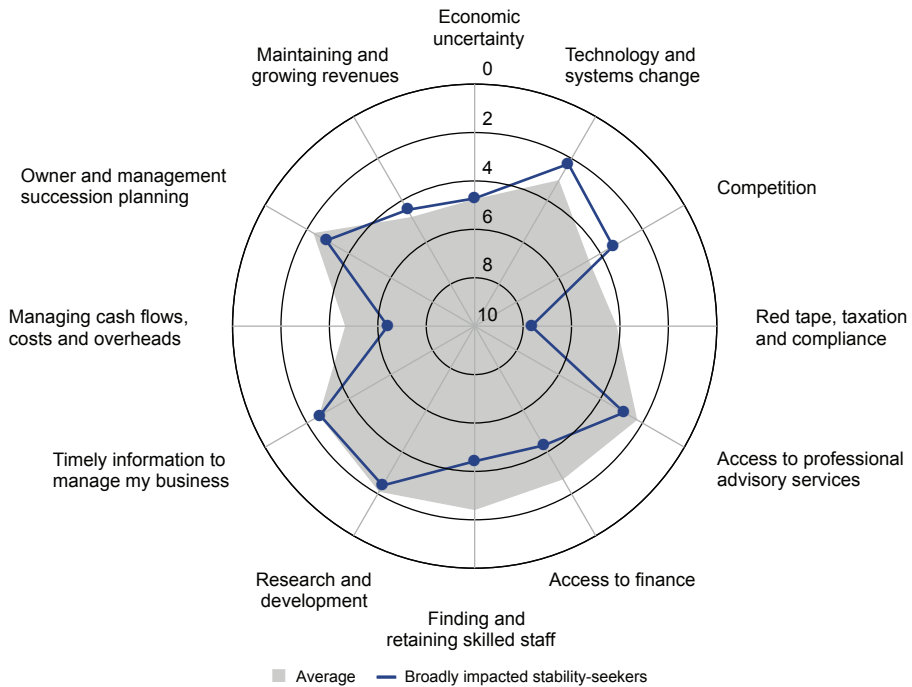 Economic
uncertainty
Maintaining and
growing revenues
Technology and
systems change
0
2
4
6
8
10
Owner and management
succession planning
Competition
Managing cash flows,
costs and overheads
Red tape, taxation
and compliance
Timely information to
manage my business
Access to professional
advisory services
Research and
development
Access to finance
Finding and
retaining skilled staff
Average
Broadly impacted stability-seekers